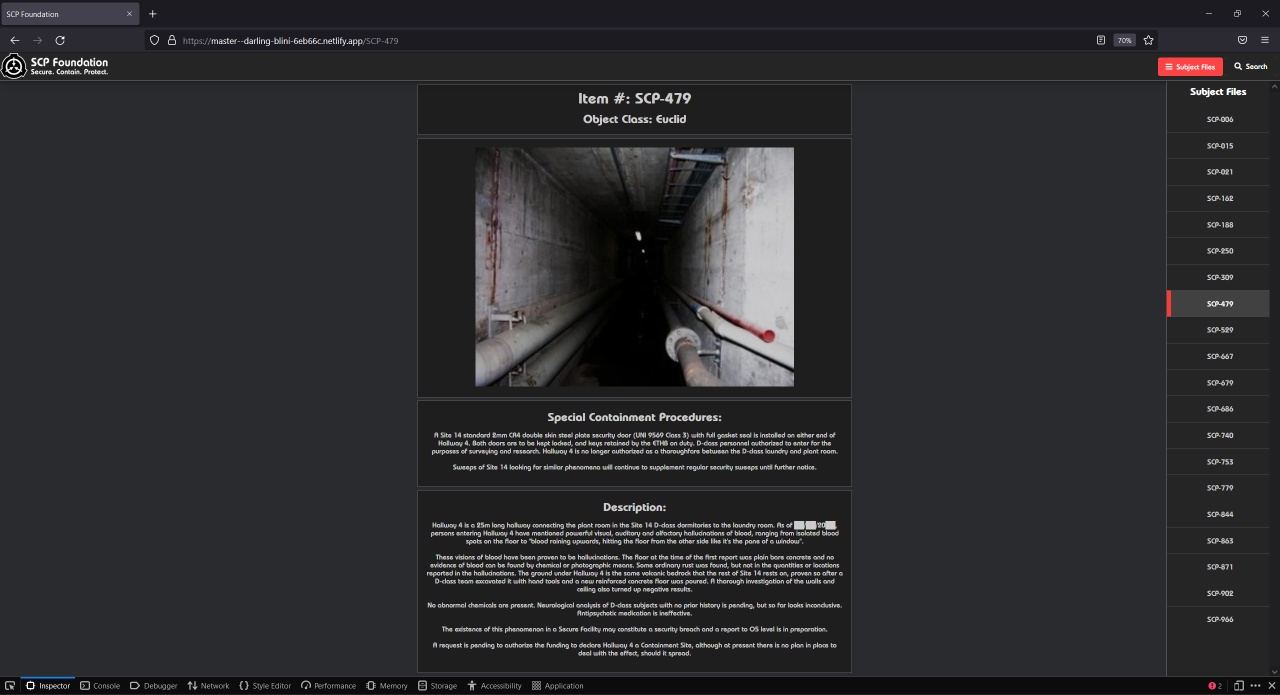 SCP Foundation
https://master--darling-blini-6eb66c.netlify.app/SCP-479
70%
SCP Foundation
Secure. Contain. Protect.
Subject Files
Search
Item #: SCP-479
Object Class: Euclid
Special Containment Procedures:
A Site 14 standard 2mm CR4 double skin steel plate security door (UNI 9569 Class 3) with full gasket seal is installed on either end of
Hallway 4. Both doors are to be kept locked, and keys retained by the ETHB on duty. D-class personnel authorized to enter for the
purposes of surveying and research. Hallway 4 is no longer authorized as a thoroughfare between the D-class laundry and plant room.
Sweeps of Site 14 looking for similar phenomena will continue to supplement regular security sweeps until further notice.
Description:
Hallway 4 is a 25m long hallway connecting the plant room in the Site 14 D-class dormitories to the laundry room. As of ██/██/20██,
persons entering Hallway 4 have mentioned powerful visual, auditory and olfactory hallucinations of blood, ranging from isolated blood
spots on the floor to "blood raining upwards, hitting the floor from the other side like it's the pane of a window".
These visions of blood have been proven to be hallucinations. The floor at the time of the first report was plain bare concrete and no
evidence of blood can be found by chemical or photographic means. Some ordinary rust was found, but not in the quantities or locations
reported in the hallucinations. The ground under Hallway 4 is the same volcanic bedrock that the rest of Site 14 rests on, proven so after a
D-class team excavated it with hand tools and a new reinforced concrete floor was poured. A thorough investigation of the walls and
ceiling also turned up negative results.
No abnormal chemicals are present. Neurological analysis of D-class subjects with no prior history is pending, but so far looks inconclusive.
Antipsychotic medication is ineffective.
The existence of this phenomenon in a Secure Facility may constitute a security breach and a report to O5 level is in preparation.
A request is pending to authorize the funding to declare Hallway 4 a Containment Site, although at present there is no plan in place to
deal with the effect, should it spread.
Subject Files
SCP-006
SCP-015
SCP-021
SCP-162
SCP-188
SCP-250
SCP-309
SCP-479
SCP-529
SCP-667
SCP-679
SCP-686
SCP-740
SCP-753
SCP-779
SCP-844
SCP-863
SCP-871
SCP-902
SCP-966
Inspector Console Debugger Network Style Editor Performance Memory Storage Accessibility Application 2